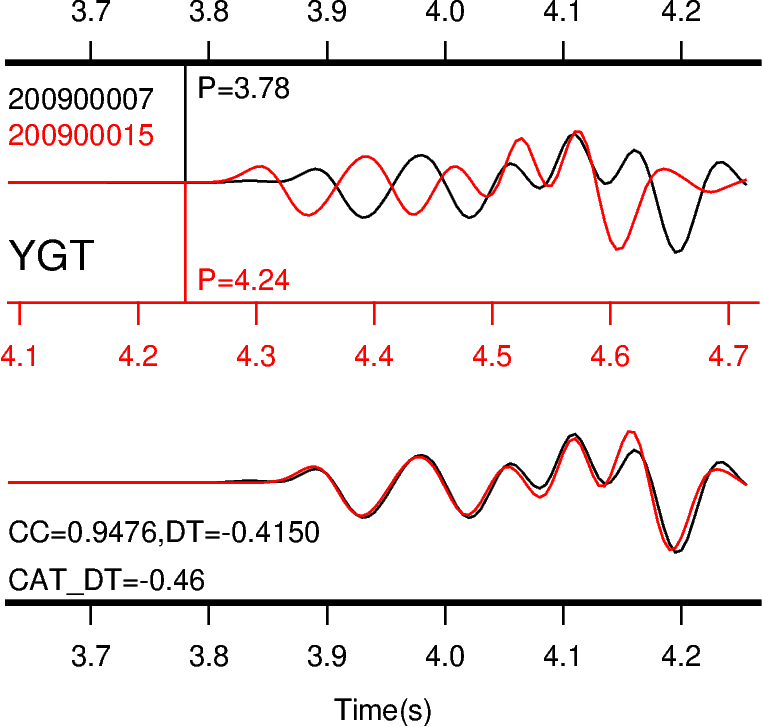 3.7 3.8 3.9 4.0 4.1 4.2
P=3.78
200900007
200900015
YGT
P=4.24
4.1 4.2 4.3 4.4 4.5 4.6 4.7
CC=0.9476,DT=-0.4150
CAT_DT=-0.46
3.7 3.8 3.9 4.0 4.1 4.2
Time(s)